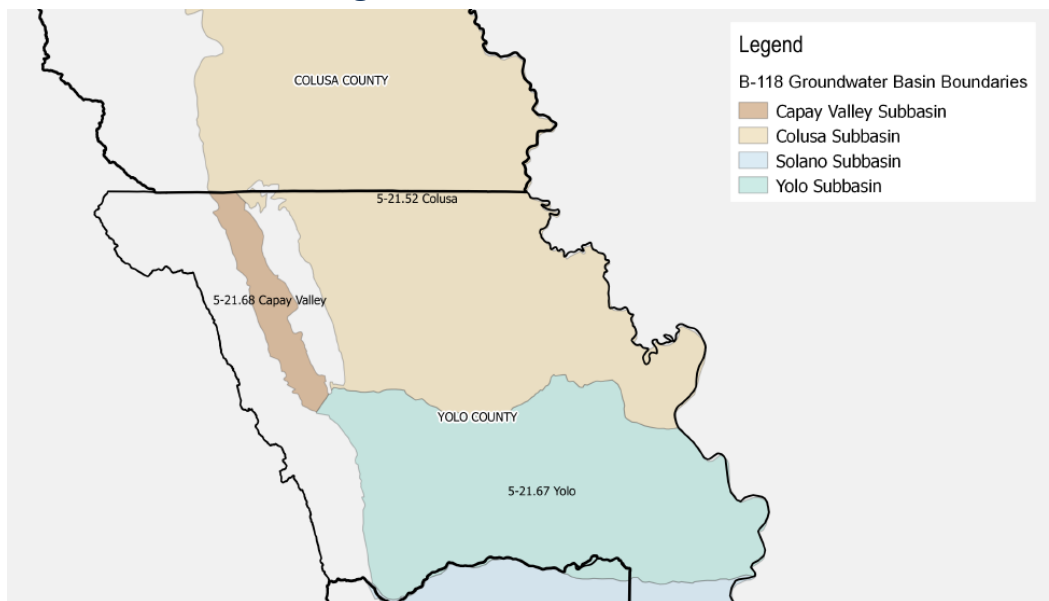 COLUSA COUNTY
5-21.52 Colusa
5-21.68 Capay Valley
YOLO COUNTY
5-21.67 Yolo
Legend
B-118 Groundwater Basin Boundaries
Capay Valley Subbasin
Colusa Subbasin
Solano Subbasin
Yolo Subbasin